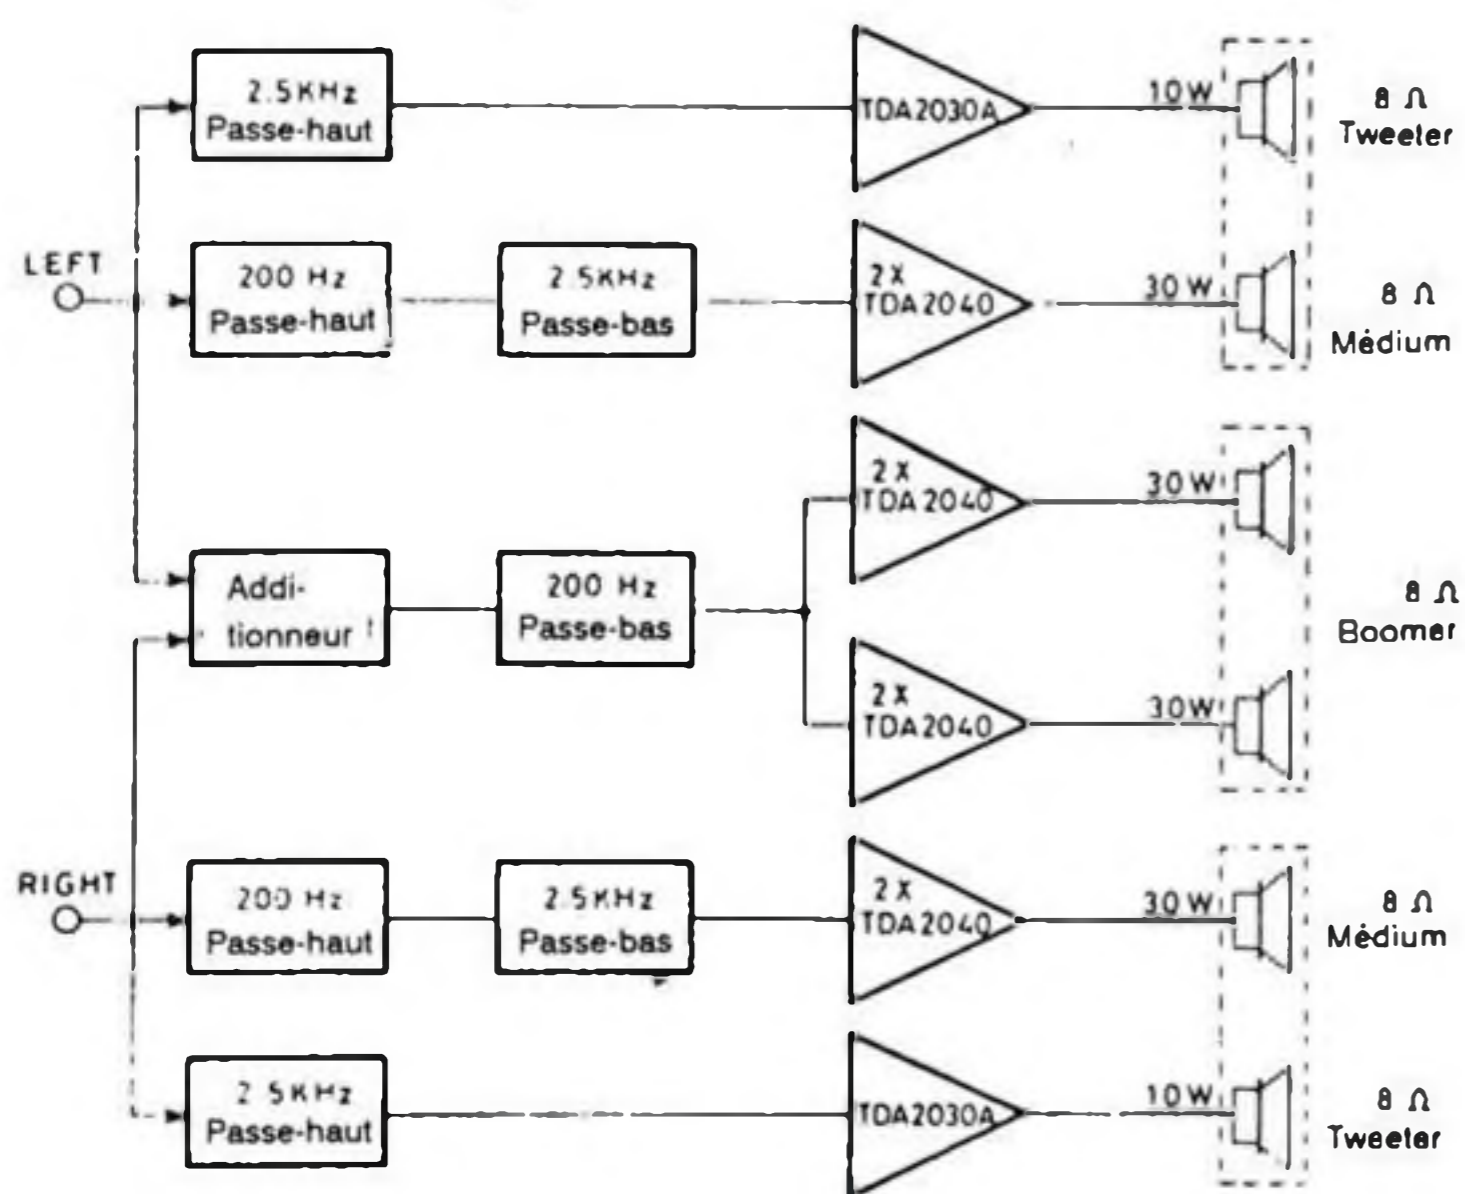 2.5KHz
Passe-haut
TDA2030A
10W
8 Ω
Tweeter
LEFT
200 Hz
Passe-haut
2.5KHz
Passe-bas
2X
TDA2040
30W
8 Ω
Médium
2X
TDA2040
30W
Addi-
tionneur
200 Hz
Passe-bas
8 Ω
Boomer
2X
TDA2040
30W
RIGHT
200 Hz
Passe-haut
2.5KHz
Passe-bas
2X
TDA2040
30W
8 Ω
Médium
2.5KHz
Passe-haut
TDA2030A
10W
8 Ω
Tweeter